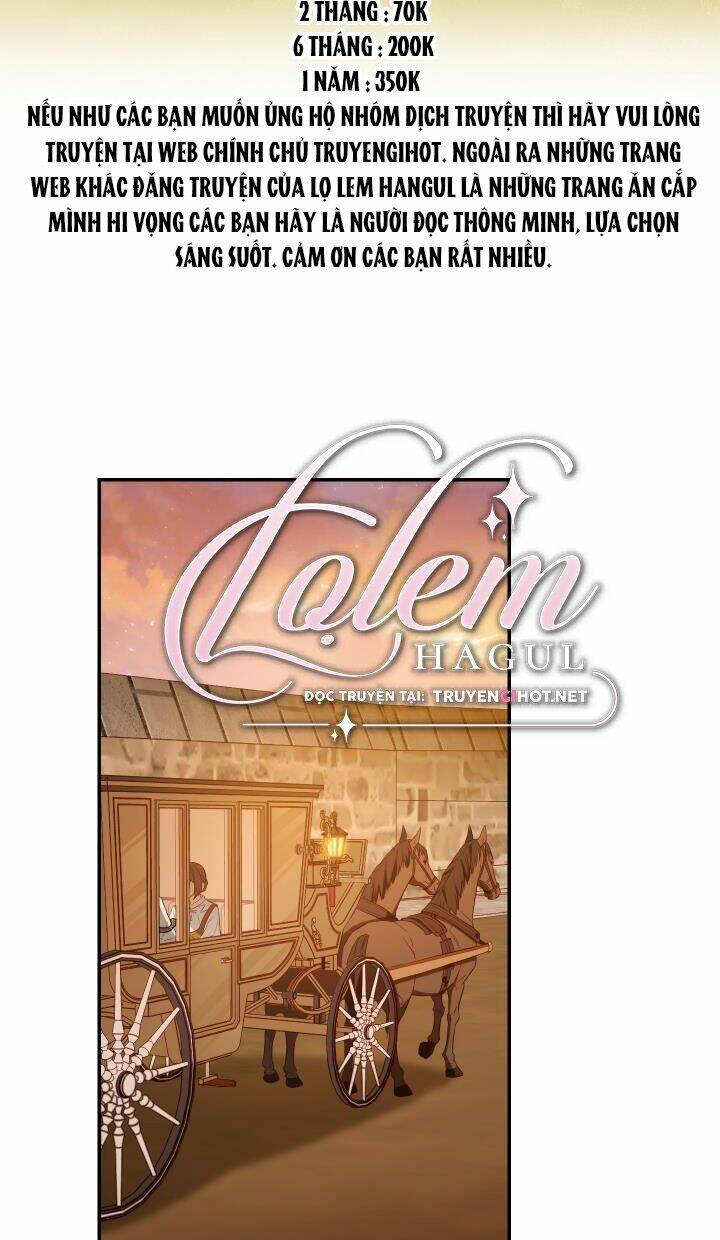 2 THÁNG : 70K
6 THÁNG : 200K
1 NĂM : 350K
NẾU NHƯ CÁC BẠN MUỐN ỦNG HỘ NHÓM DỊCH TRUYỆN THÌ HÃY VUI LÒNG
TRUYỆN TẠI WEB CHÍNH CHỦ TRUYENGIHOT. NGOÀI RA NHỮNG TRANG
WEB KHÁC ĐĂNG TRUYỆN CỦA LỌ LEM HANGUL LÀ NHỮNG TRANG ĂN CẮP
MÌNH HI VỌNG CÁC BẠN HÃY LÀ NGƯỜI ĐỌC THÔNG MINH, LỰA CHỌN
SÁNG SUỐT. CẢM ƠN CÁC BẠN RẤT NHIỀU.
Lọlem
HAGUL
ĐỌC TRUYỆN TẠI: TRUYENGIHOT.NET